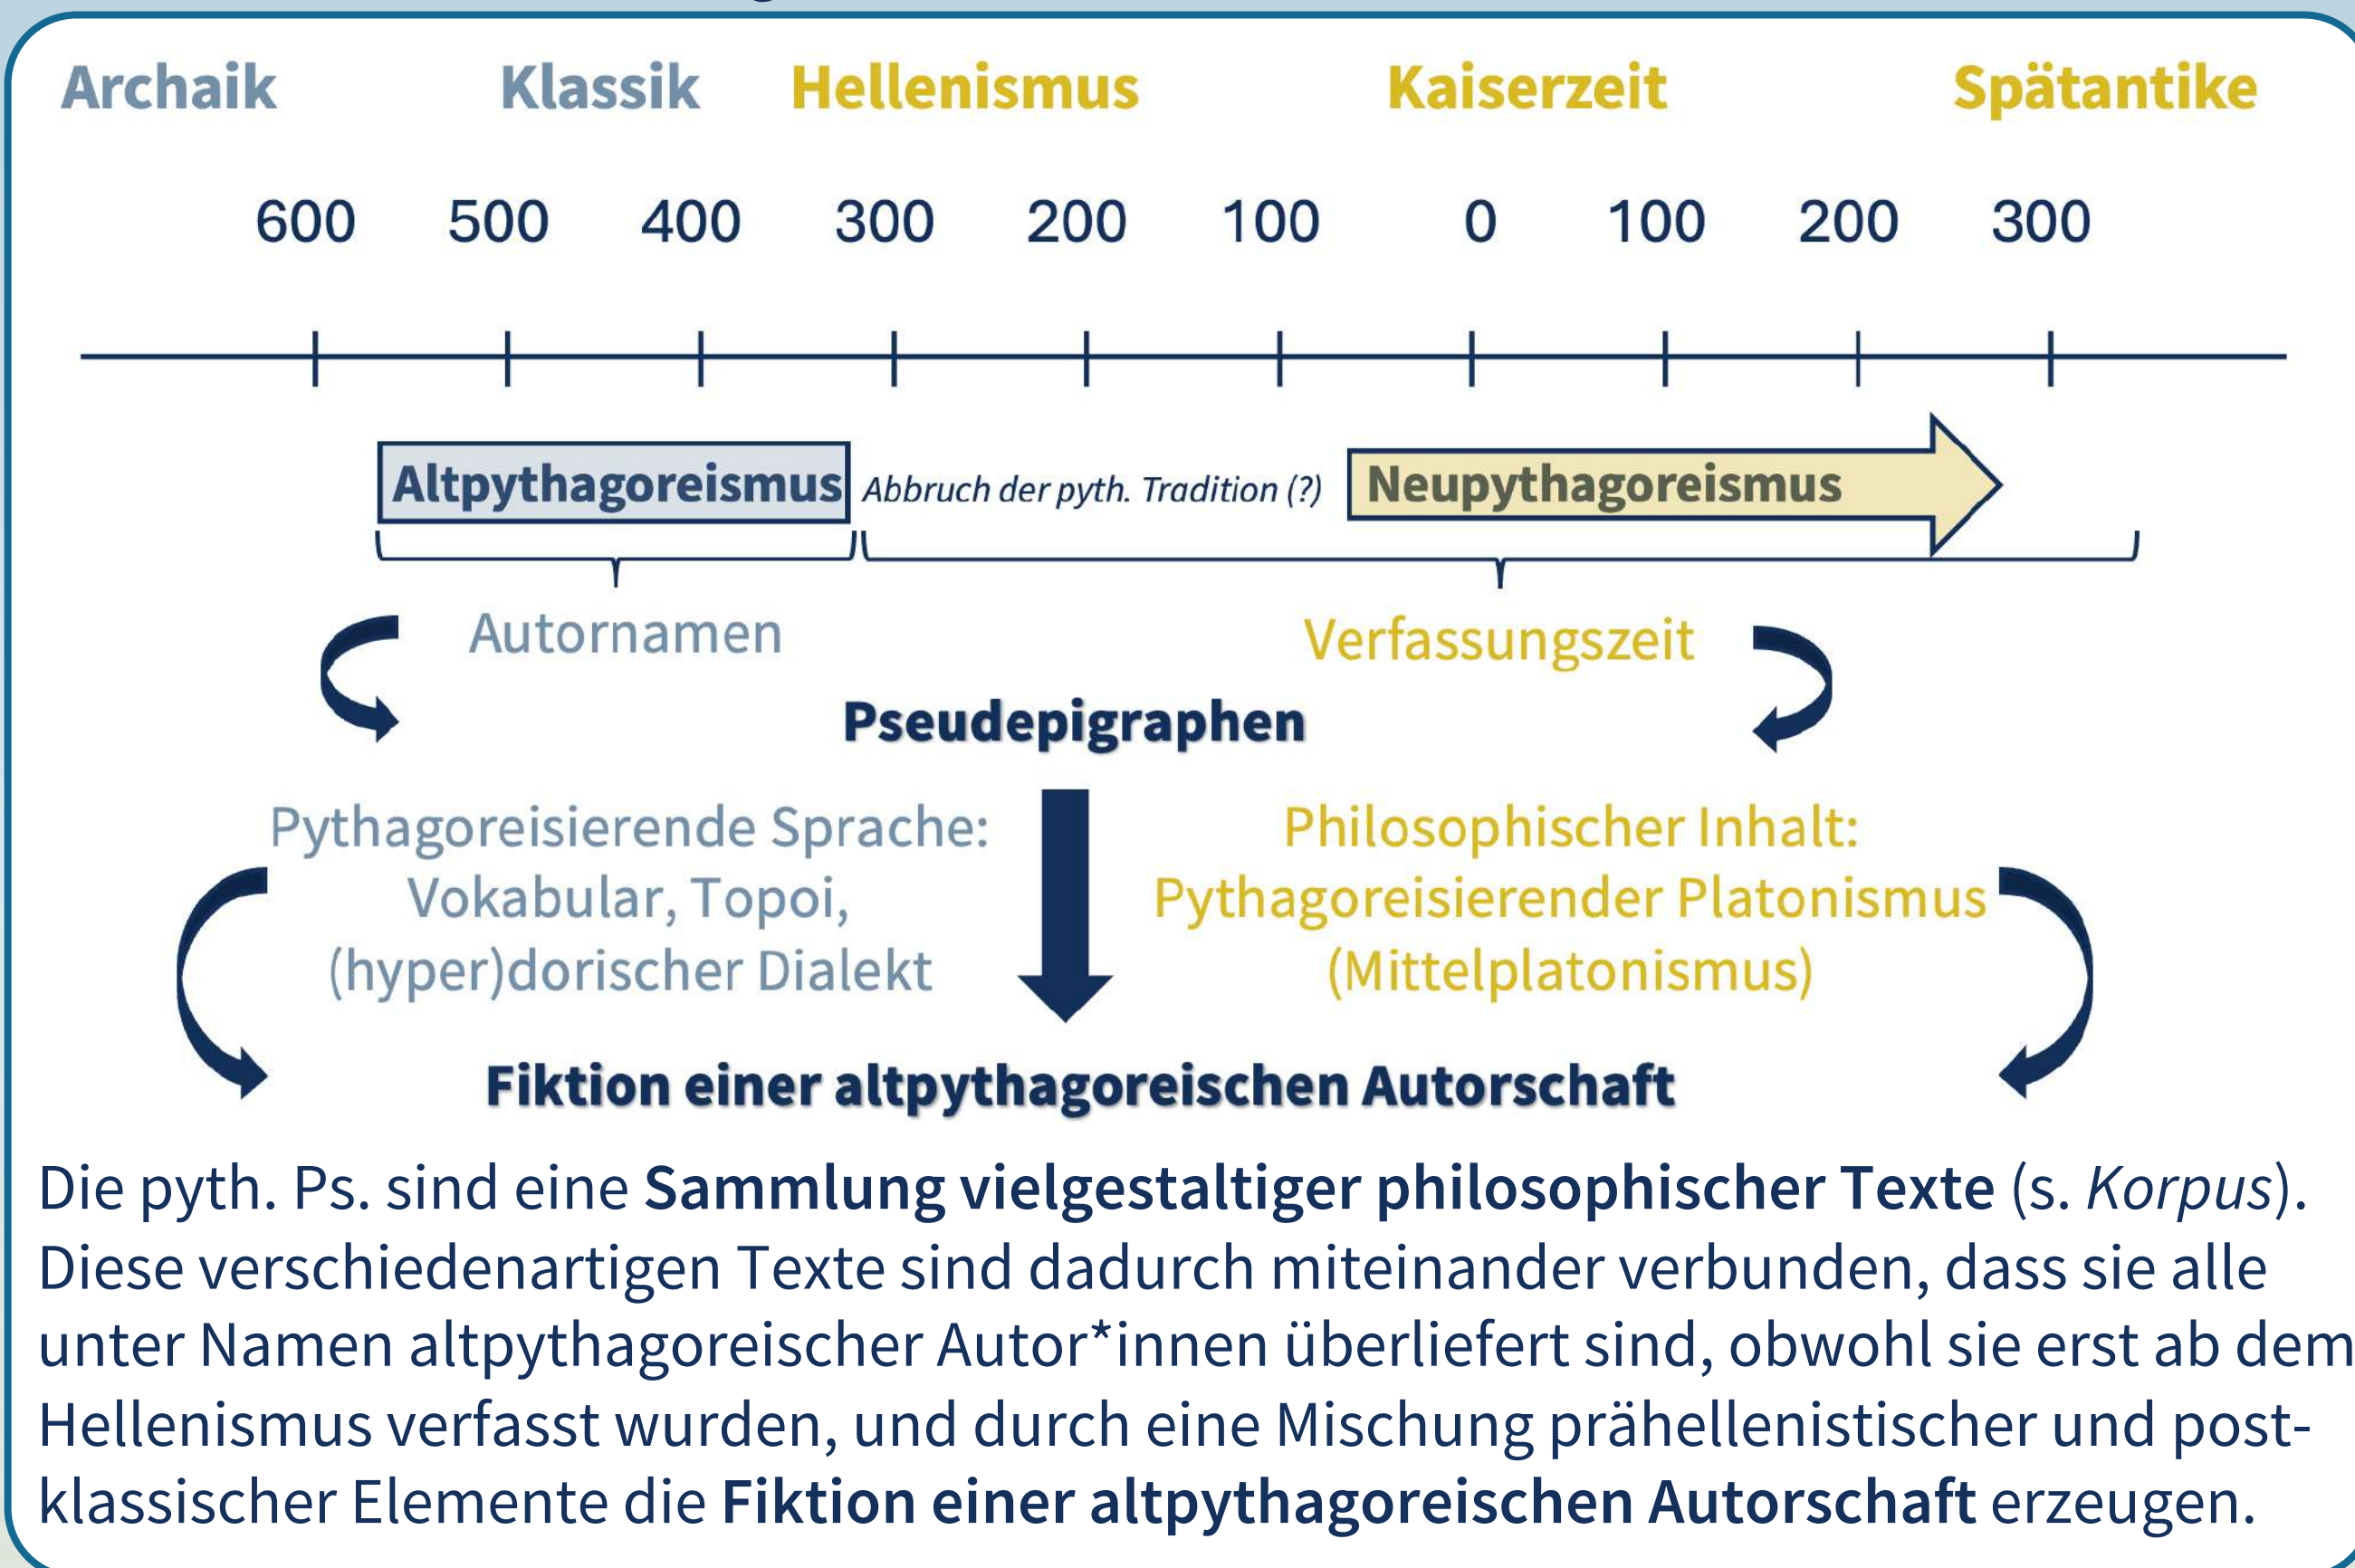 Archaik Klassik Hellenismus Kaiserzeit Spätantike
600 500 400 300 200 100 0 100 200 300
Altpythagoreismus Abbruch der pyth. Tradition (?) Neupythagoreismus
Autornamen Verfassungszeit
Pseudepigraphen
Pythagoreisierende Sprache:
Vokabular, Topoi,
(hyper)dorischer Dialekt
Philosophischer Inhalt:
Pythagoreisierender Platonismus
(Mittelplatonismus)
Fiktion einer altpythagoreischen Autorschaft
Die pyth. Ps. sind eine Sammlung vielgestaltiger philosophischer Texte (s. Korpus).
Diese verschiedenartigen Texte sind dadurch miteinander verbunden, dass sie alle
unter Namen altpythagoreischer Autor*innen überliefert sind, obwohl sie erst ab dem
Hellenismus verfasst wurden, und durch eine Mischung prähellenistischer und post-
klassischer Elemente die Fiktion einer altpythagoreischen Autorschaft erzeugen.